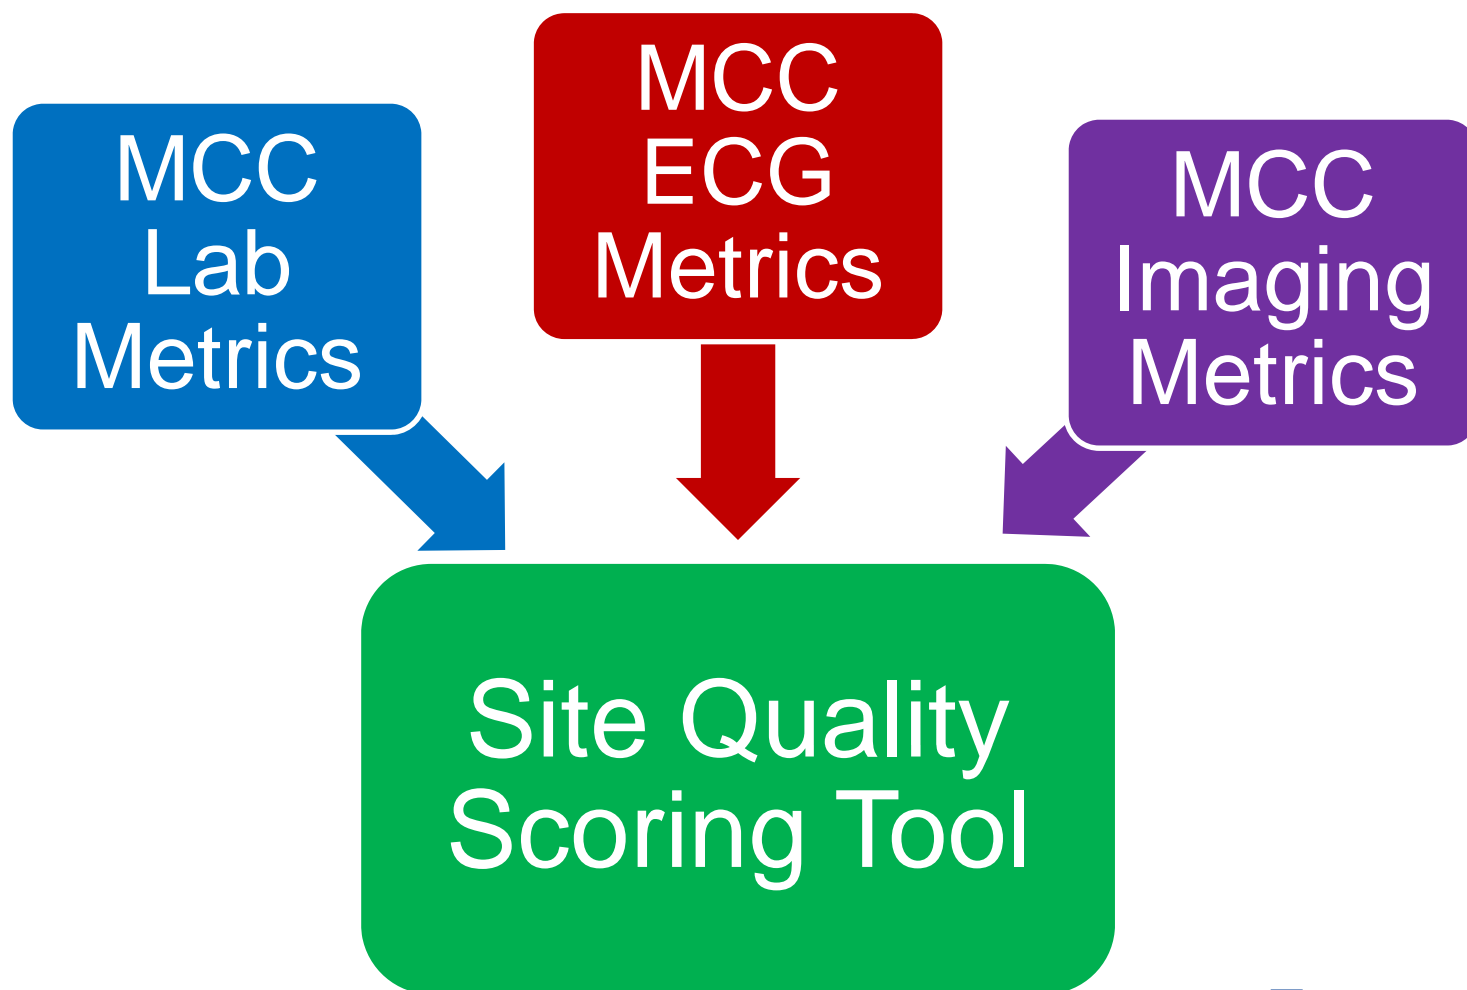 MCC
Lab
Metrics
MCC
ECG
Metrics
MCC
Imaging
Metrics
Site Quality
Scoring Tool